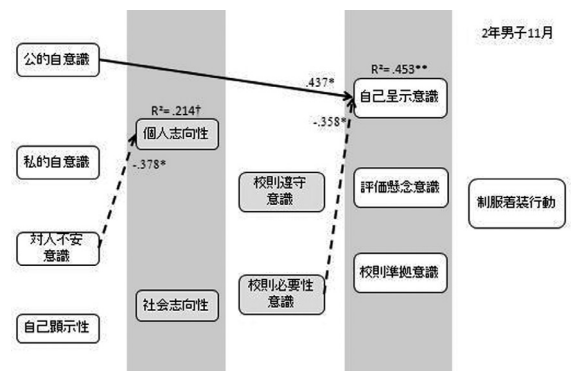 2年男子11月
公的自意識
私的自意識
対人不安
意識
自己顕示性
R²= .214†
個人志向性
-.378*
社会志向性
校則遵守
意識
校則必要性
意識
.437*
-.358*
R²= .453**
自己呈示意識
評価懸念意識
校則準拠意識
制服着装行動